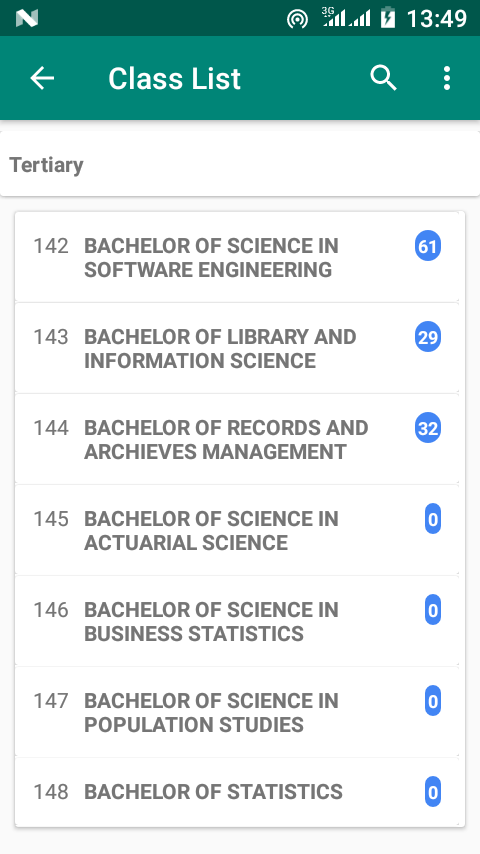 3G 13:49
Class List
Tertiary
142 BACHELOR OF SCIENCE IN 61
SOFTWARE ENGINEERING
143 BACHELOR OF LIBRARY AND 29
INFORMATION SCIENCE
144 BACHELOR OF RECORDS AND 32
ARCHIEVES MANAGEMENT
145 BACHELOR OF SCIENCE IN 0
ACTUARIAL SCIENCE
146 BACHELOR OF SCIENCE IN 0
BUSINESS STATISTICS
147 BACHELOR OF SCIENCE IN 0
POPULATION STUDIES
148 BACHELOR OF STATISTICS 0